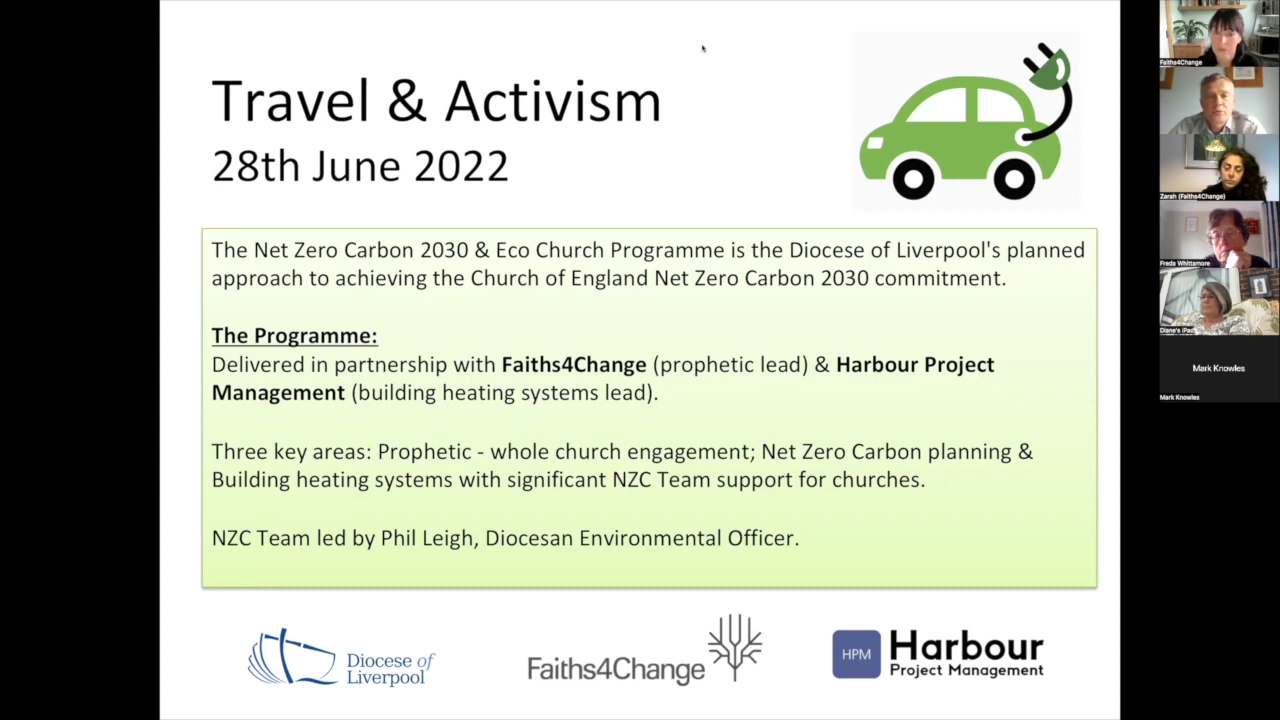 Travel & Activism
28th June 2022
The Net Zero Carbon 2030 & Eco Church Programme is the Diocese of Liverpool's planned
approach to achieving the Church of England Net Zero Carbon 2030 commitment.
The Programme:
Delivered in partnership with Faiths4Change (prophetic lead) & Harbour Project
Management (building heating systems lead).
Three key areas: Prophetic - whole church engagement; Net Zero Carbon planning &
Building heating systems with significant NZC Team support for churches.
NZC Team led by Phil Leigh, Diocesan Environmental Officer.
Diocese of
Liverpool
Faiths4Change
HPM
Harbour
Project Management
Faiths4Change
Zarah (Faiths4Change)
Freda Whittamore
Diane's iPad
Mark Knowles
Mark Knowles